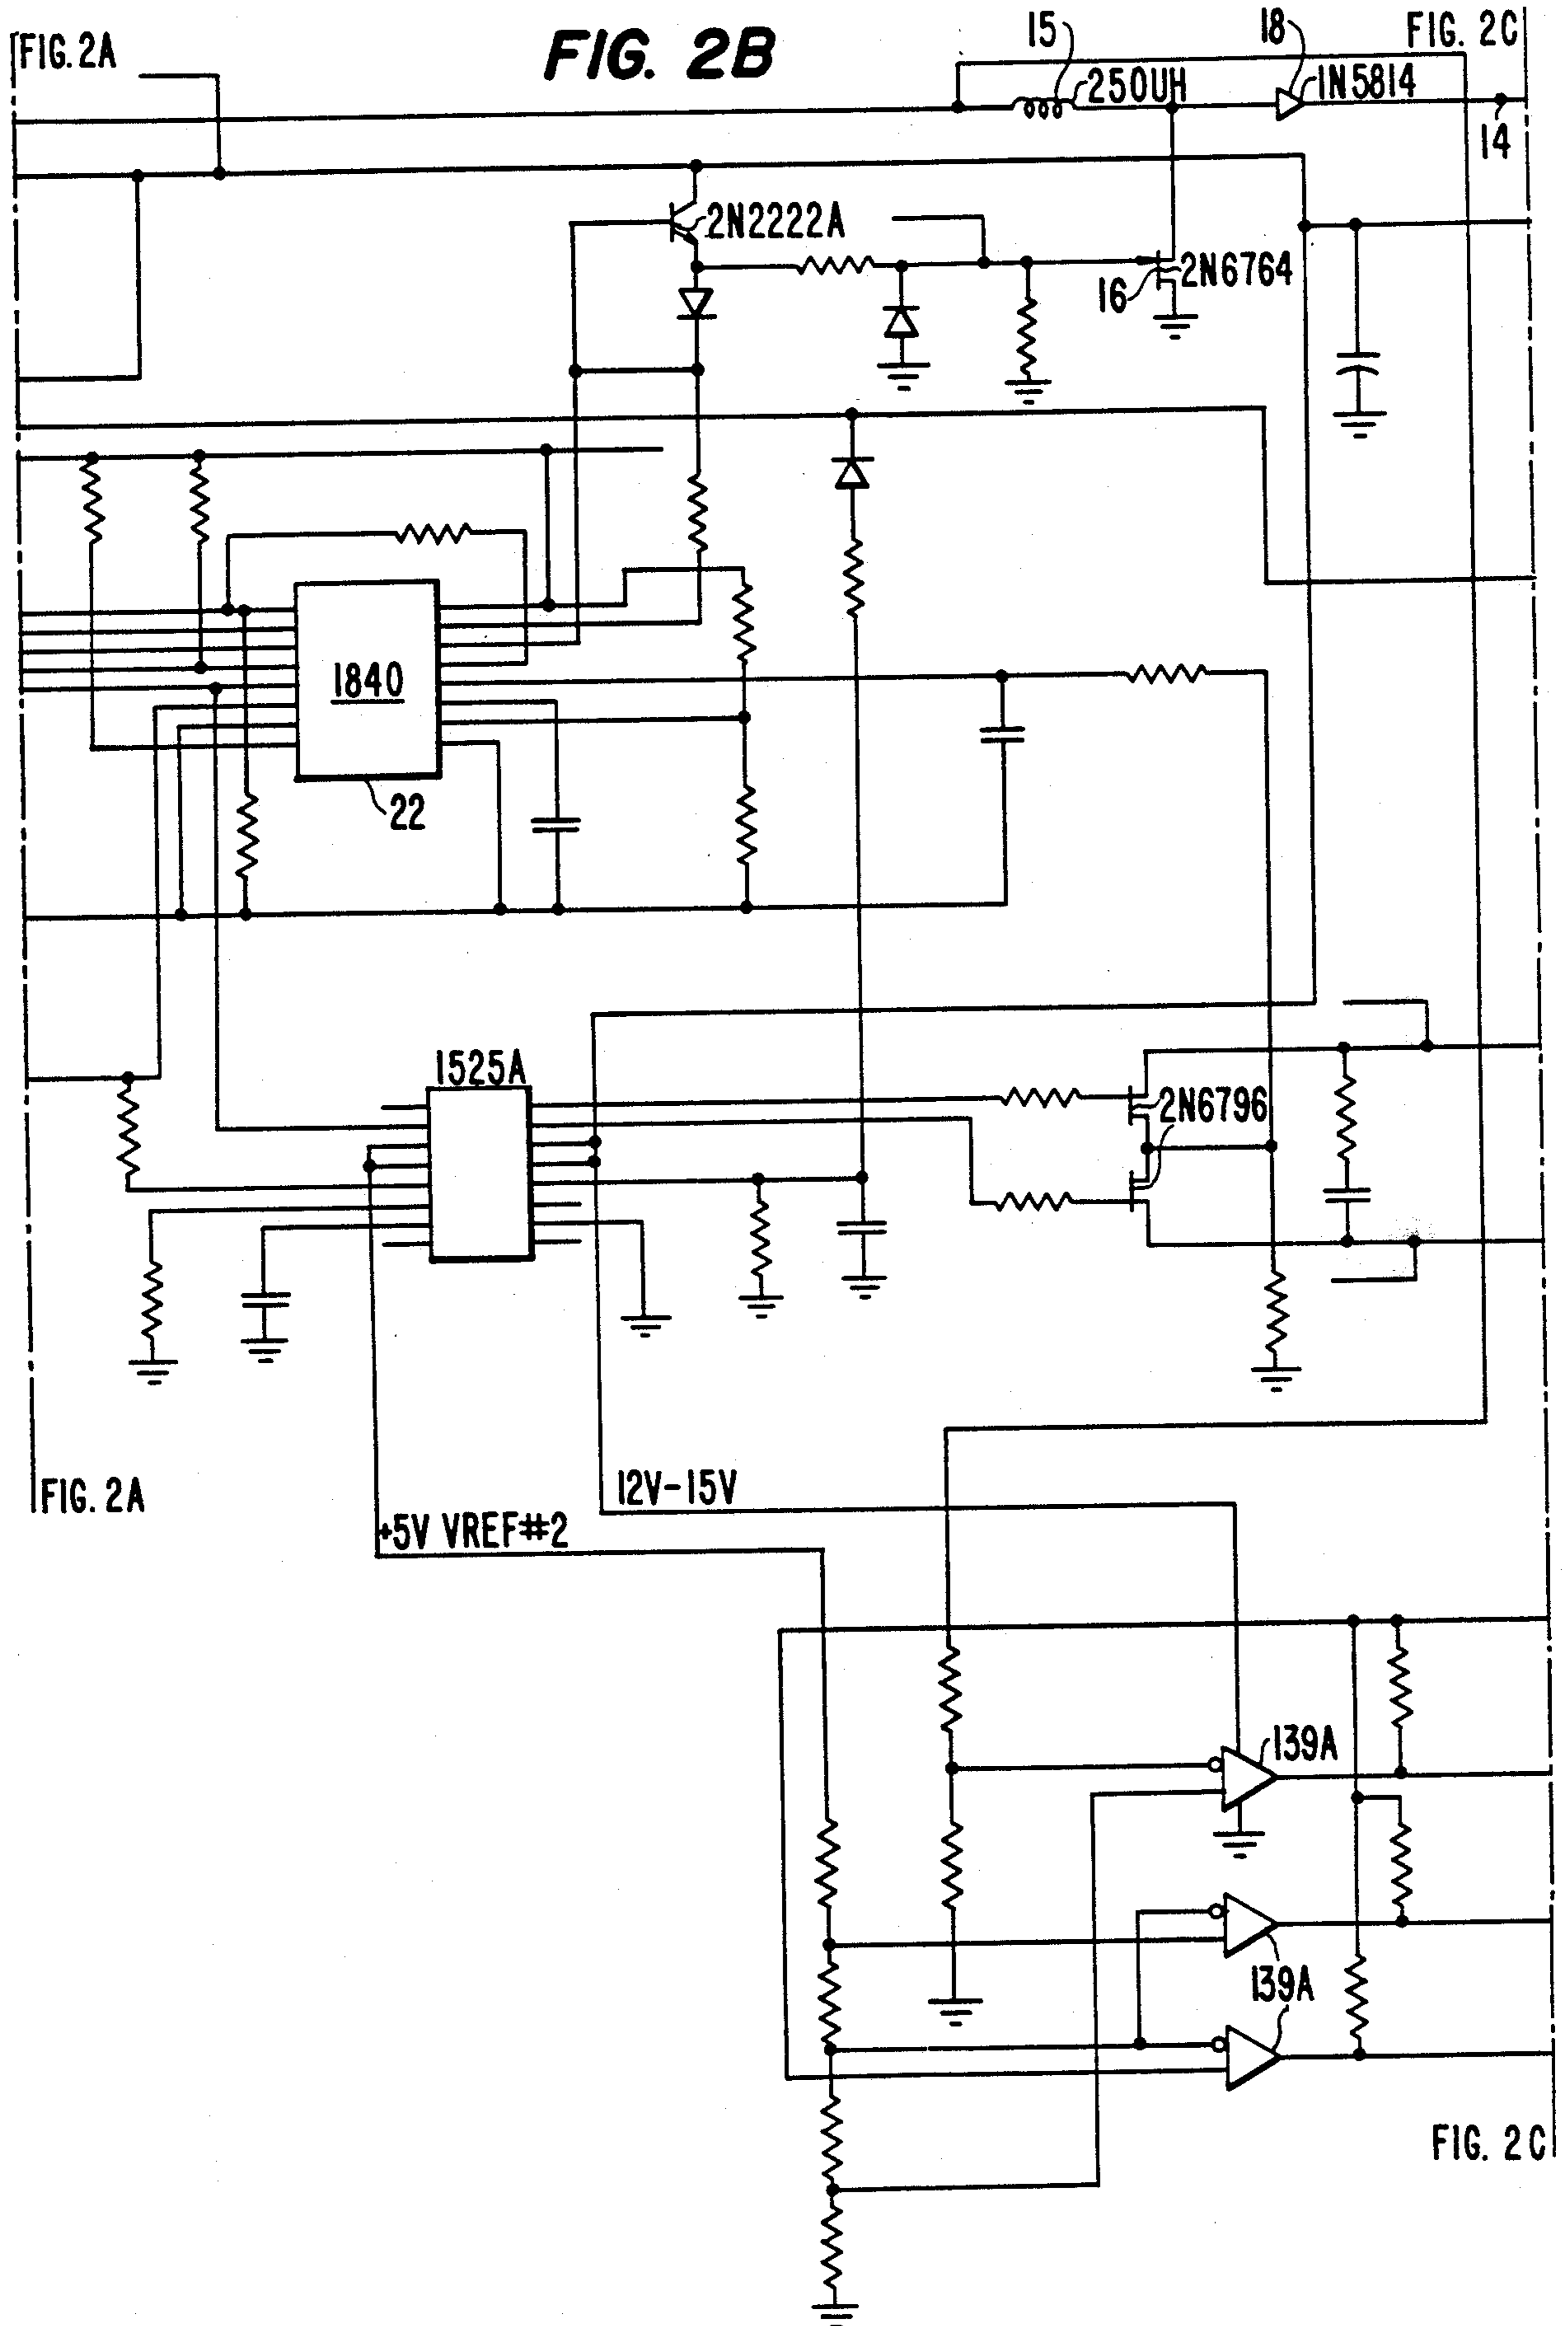 FIG. 2A
FIG. 2B
15
18
FIG. 2C
250UH
1N5814
14
2N2222A
16
2N6764
1840
22
1525A
2N6796
FIG. 2A
12V-15V
+5V VREF#2
139A
139A
FIG. 2C